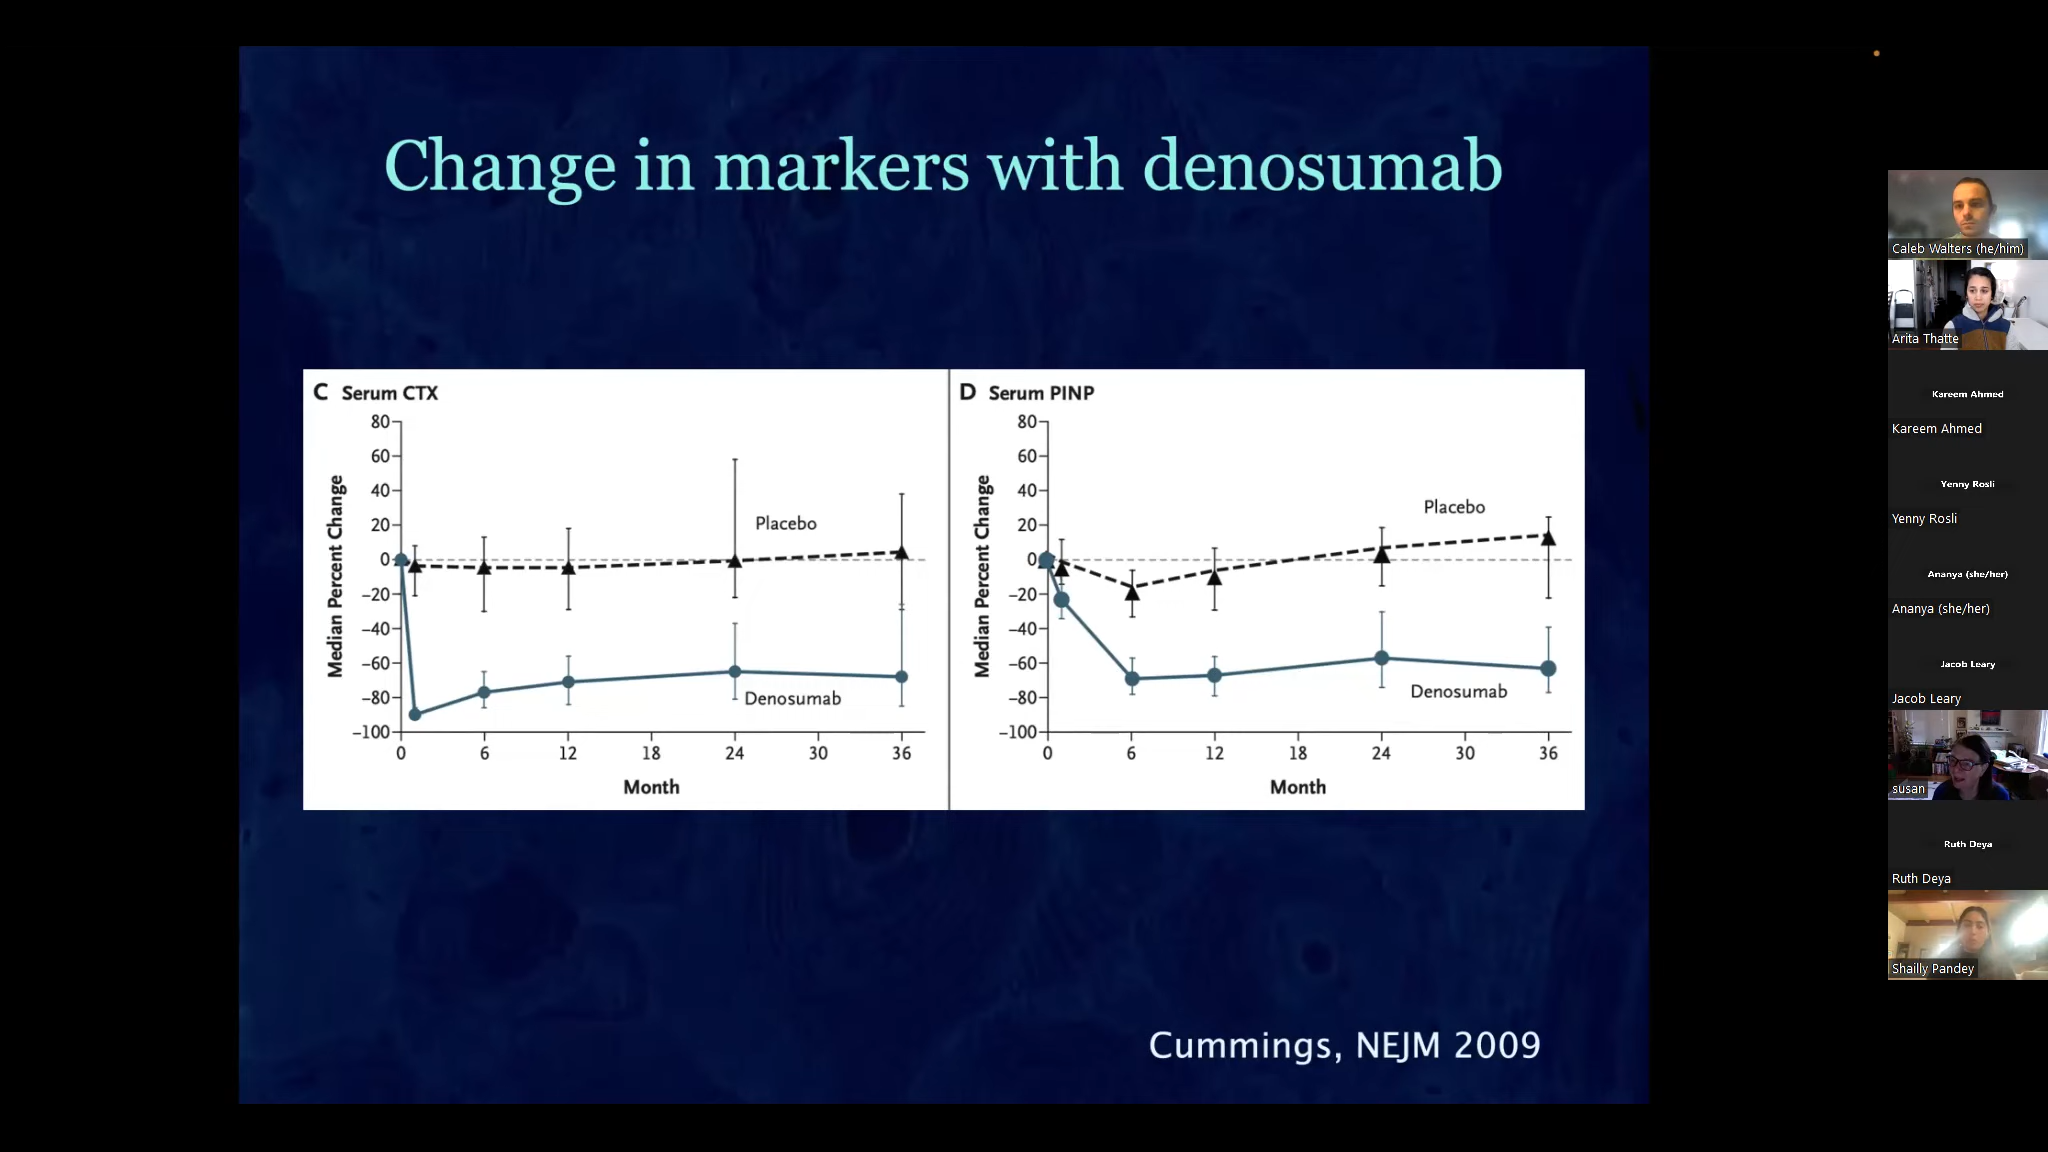 Change in markers with denosumab
C Serum CTX
80
60
40
20
0
−20
−40
−60
−80
−100
Median Percent Change
Placebo
Denosumab
0 6 12 18 24 30 36
Month
D Serum PINP
80
60
40
20
0
−20
−40
−60
−80
−100
Median Percent Change
Placebo
Denosumab
0 6 12 18 24 30 36
Month
Cummings, NEJM 2009
Caleb Walters (he/him)
Arita Thatte
Kareem Ahmed
Kareem Ahmed
Yenny Rosli
Yenny Rosli
Ananya (she/her)
Ananya (she/her)
Jacob Leary
Jacob Leary
susan
Ruth Deya
Ruth Deya
Shailly Pandey